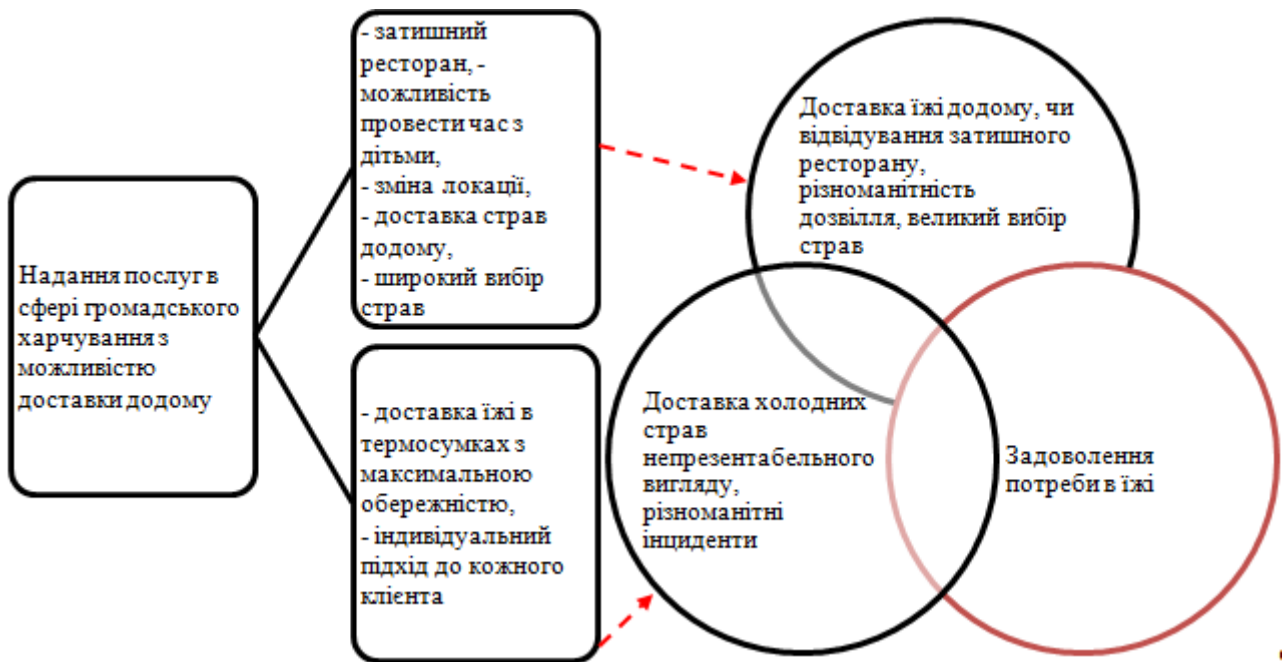 Надання послуг в
сфері громадського
харчування з
можливістю
доставки додому
- затишний
ресторан, -
можливість
провести час з
дітьми,
- зміна локації,
- доставка страв
додому,
- широкий вибір
страв
- доставка їжі в
термосумках з
максимальною
обережністю,
- індивідуальний
підхід до кожного
клієнта
Доставка їжі додому, чи
відвідування затишного
ресторану,
різноманітність
дозвілля, великий вибір
страв
Доставка холодних
страв
непрезентабельного
вигляду,
різноманітні
інциденти
Задоволення
потреби в їжі